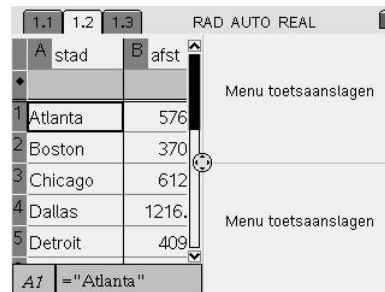 1.1 1.2 1.3 RAD AUTO REAL
A stad B afst
◆
1 Atlanta 576
2 Boston 370
3 Chicago 612
4 Dallas 1216.
5 Detroit 409
A1 ="Atlanta"
Menu toetsaanslagen
Menu toetsaanslagen